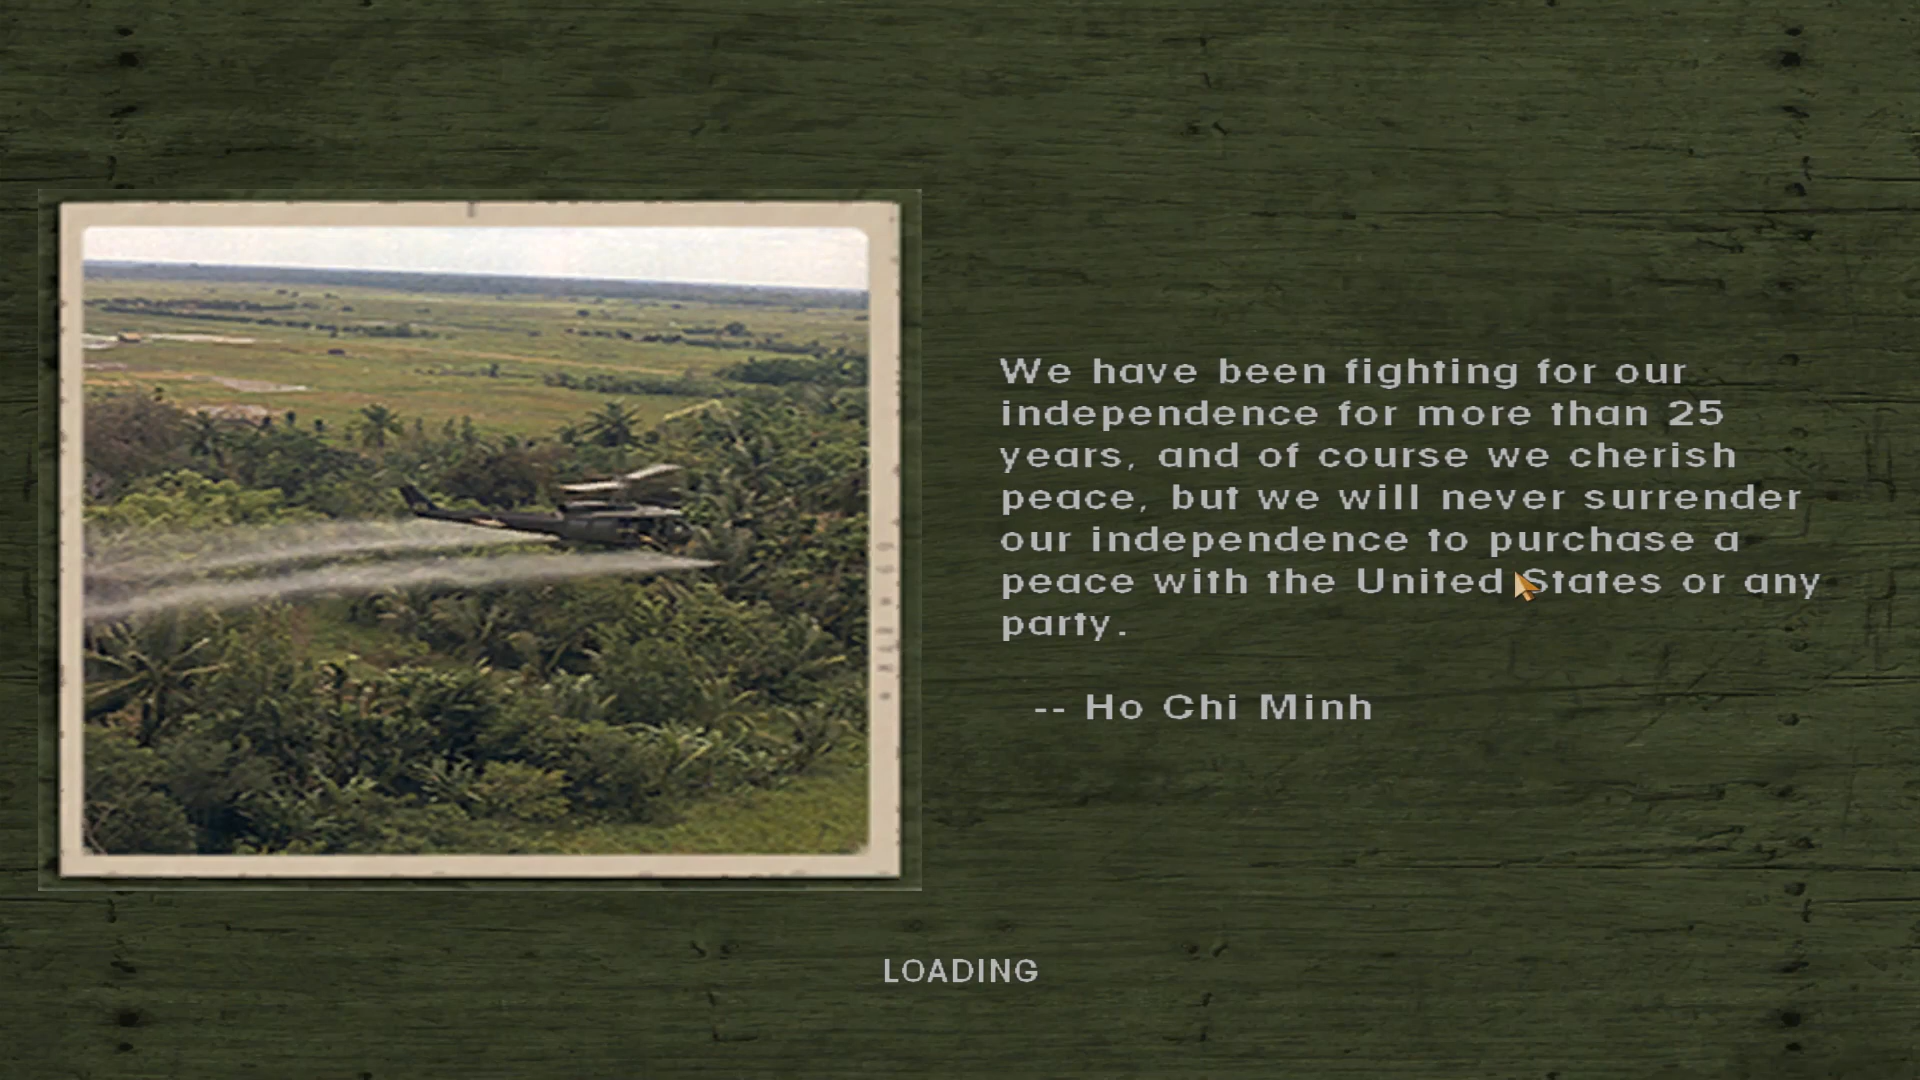 We have been fighting for our
independence for more than 25
years, and of course we cherish
peace, but we will never surrender
our independence to purchase a
peace with the United States or any
party.
-- Ho Chi Minh
LOADING